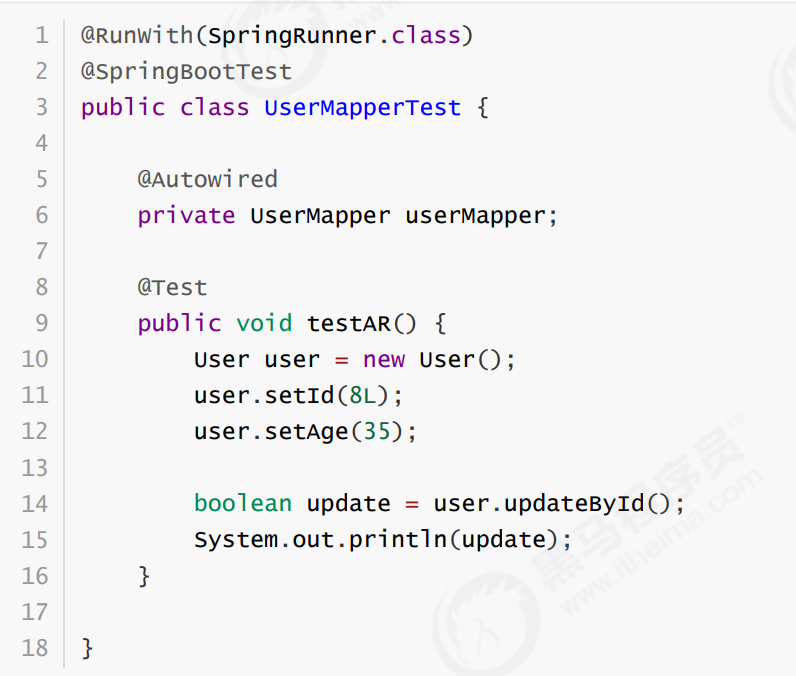 1 @RunWith(SpringRunner.class)
2 @SpringBootTest
3 public class UserMapperTest {
4
5     @Autowired
6     private UserMapper userMapper;
7
8     @Test
9     public void testAR() {
10         User user = new User();
11         user.setId(8L);
12         user.setAge(35);
13
14         boolean update = user.updateById();
15         System.out.println(update);
16     }
17
18 }
黑马程序员™
www.itheima.com